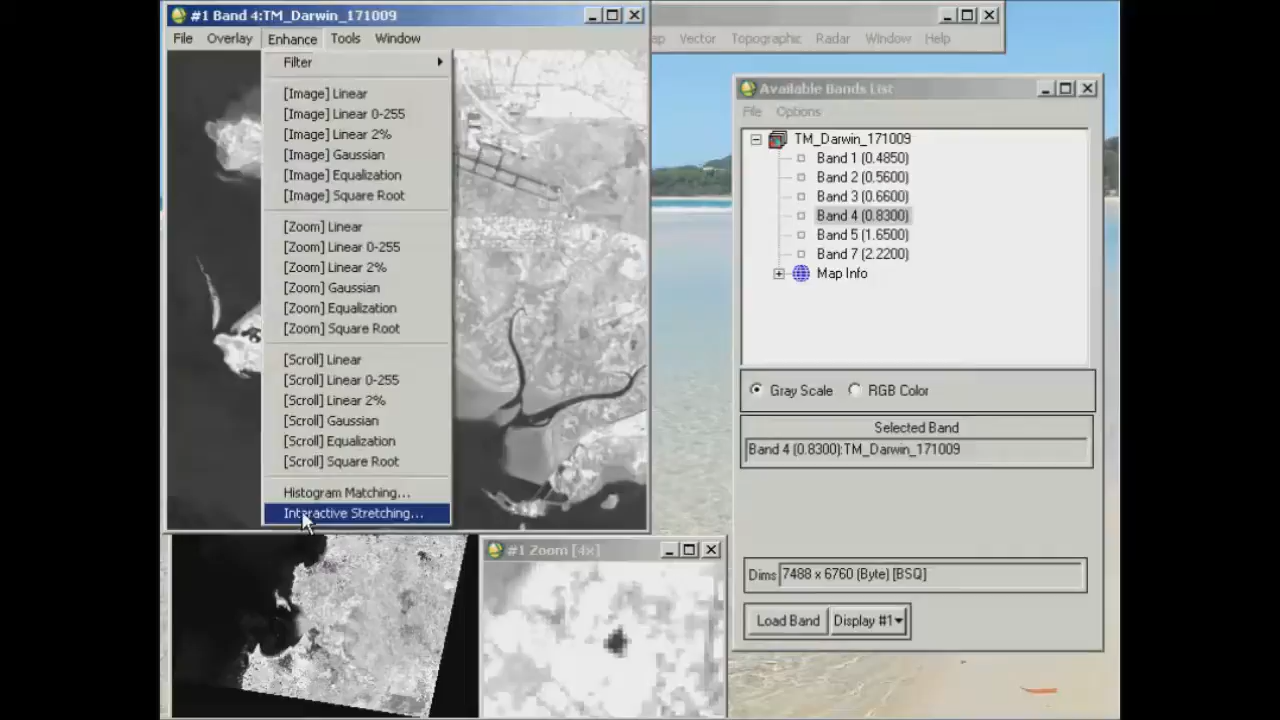 #1 Band 4:TM_Darwin_171009
File Overlay Enhance Tools Window
Vector Topographic Radar Window Help
Filter
[Image] Linear
[Image] Linear 0-255
[Image] Linear 2%
[Image] Gaussian
[Image] Equalization
[Image] Square Root
[Zoom] Linear
[Zoom] Linear 0-255
[Zoom] Linear 2%
[Zoom] Gaussian
[Zoom] Equalization
[Zoom] Square Root
[Scroll] Linear
[Scroll] Linear 0-255
[Scroll] Linear 2%
[Scroll] Gaussian
[Scroll] Equalization
[Scroll] Square Root
Histogram Matching...
Interactive Stretching...
#1 Zoom [4x]
Available Bands List
File Options
TM_Darwin_171009
Band 1 (0.4850)
Band 2 (0.5600)
Band 3 (0.6600)
Band 4 (0.8300)
Band 5 (1.6500)
Band 7 (2.2200)
Map Info
Gray Scale RGB Color
Selected Band
Band 4 (0.8300):TM_Darwin_171009
Dims 7488 x 6760 (Byte) [BSQ]
Load Band Display #1